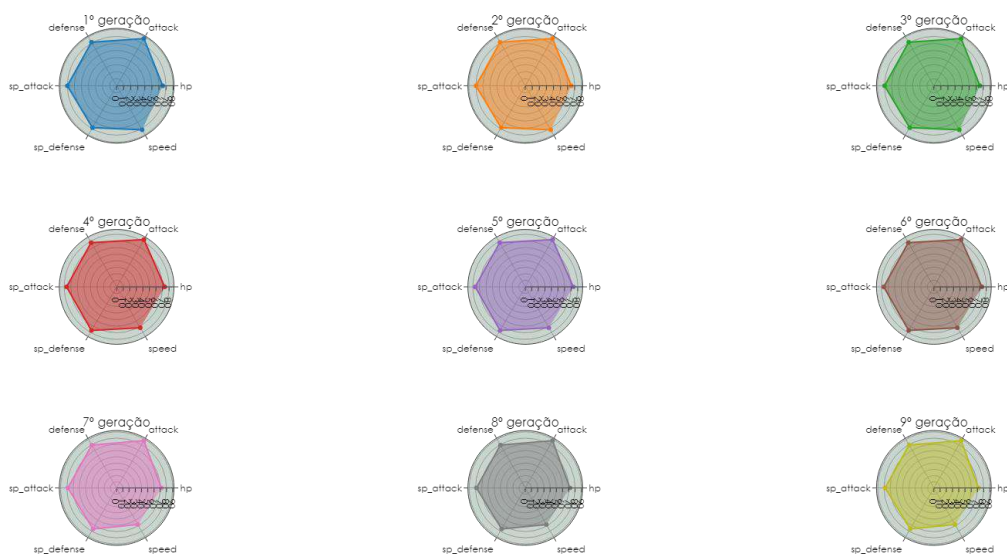 1º geração
defense
attack
sp_attack
hp
sp_defense
speed
2º geração
defense
attack
sp_attack
hp
sp_defense
speed
3º geração
defense
attack
sp_attack
hp
sp_defense
speed
4º geração
defense
attack
sp_attack
hp
sp_defense
speed
5º geração
defense
attack
sp_attack
hp
sp_defense
speed
6º geração
defense
attack
sp_attack
hp
sp_defense
speed
7º geração
defense
attack
sp_attack
hp
sp_defense
speed
8º geração
defense
attack
sp_attack
hp
sp_defense
speed
9º geração
defense
attack
sp_attack
hp
sp_defense
speed